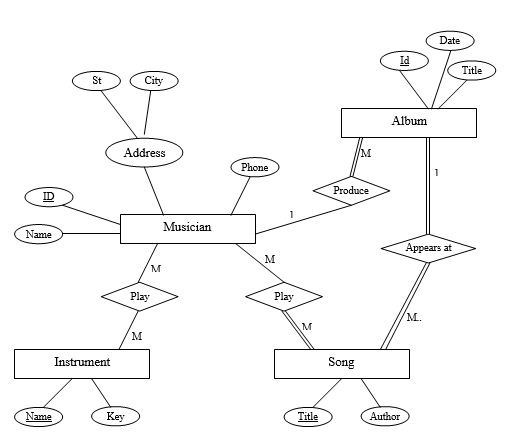 Date
Id
Title
St
City
Album
Address
M
Phone
1
Produce
ID
1
Musician
Name
Appears at
M
M
Play
Play
M..
M
M
Instrument
Song
Name
Key
Title
Author